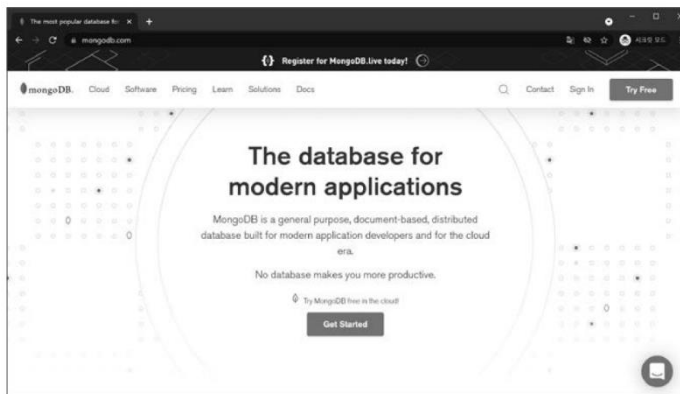 The most popular database for
mongodb.com
Register for MongoDB.live today!
mongoDB.
Cloud Software Pricing Learn Solutions Docs
Contact Sign In Try Free
The database for
modern applications
MongoDB is a general purpose, document-based, distributed
database built for modern application developers and for the cloud
era.
No database makes you more productive.
Try MongoDB free in the cloud!
Get Started